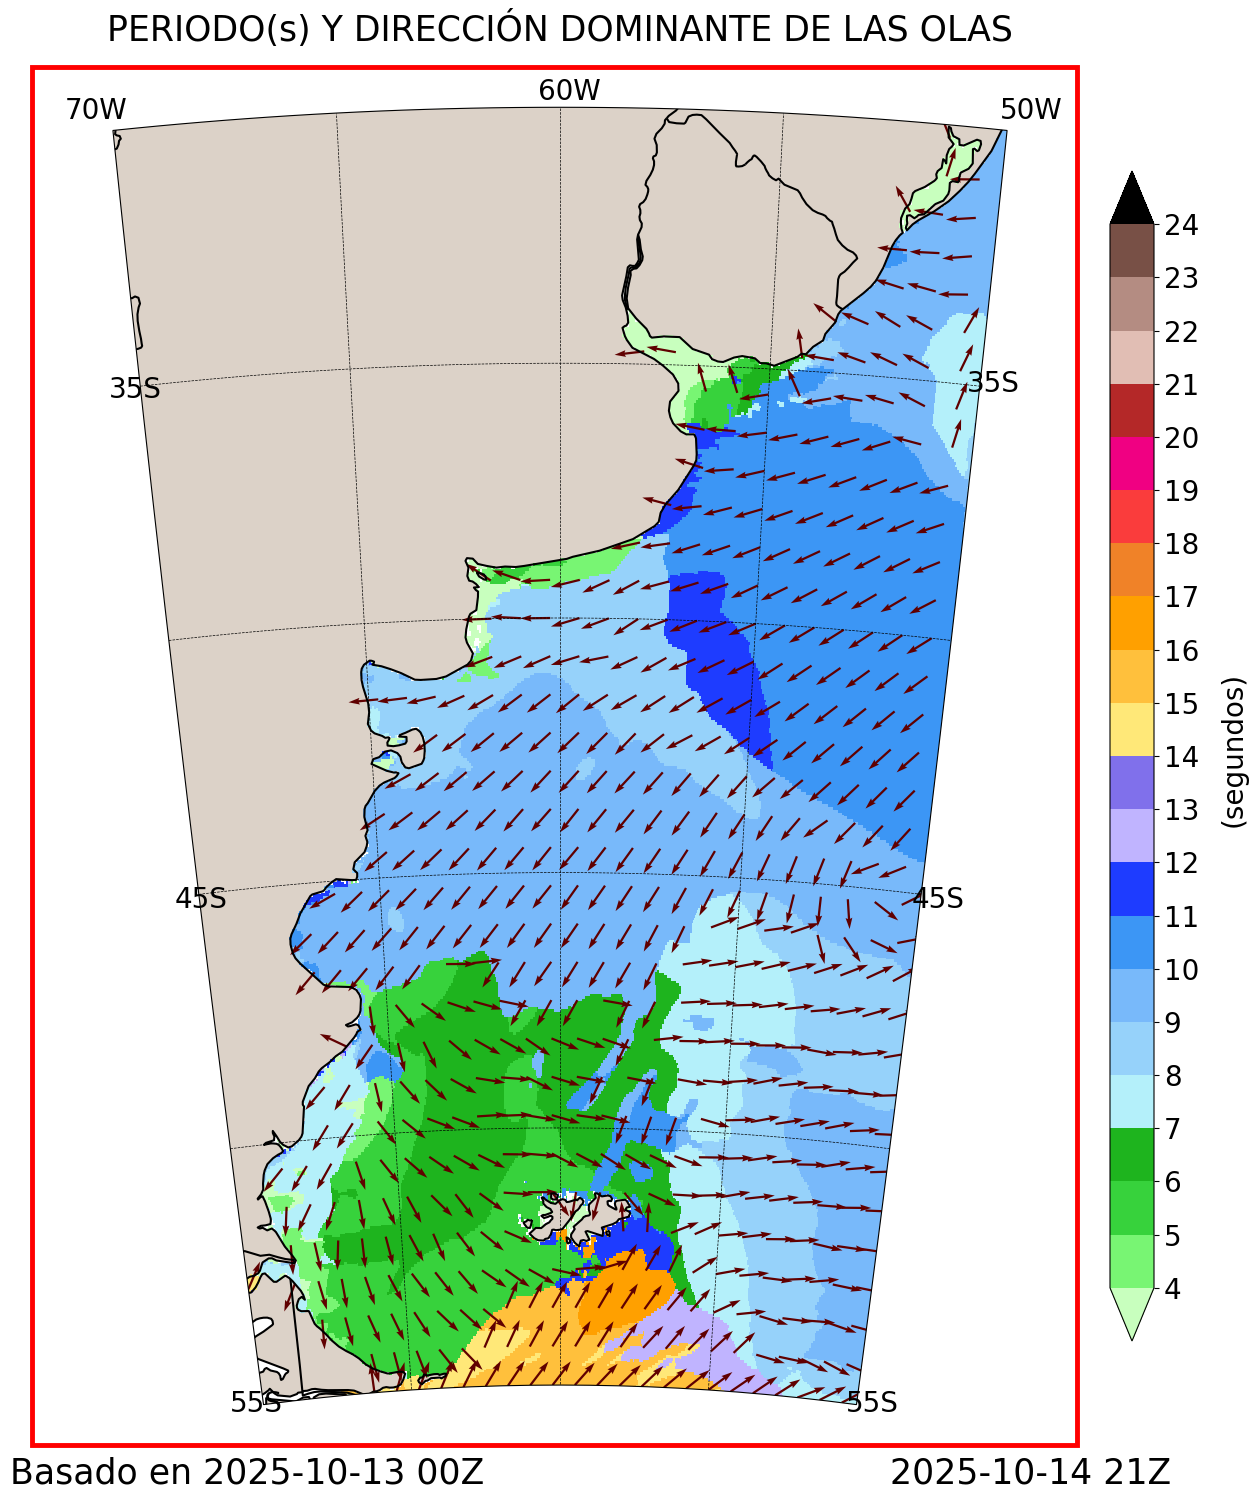 PERIODO(s) Y DIRECCIÓN DOMINANTE DE LAS OLAS
70W
60W
50W
35S
35S
45S
45S
55S
55S
24
23
22
21
20
19
18
17
16
15
14
13
12
11
10
9
8
7
6
5
4
(segundos)
Basado en 2025-10-13 00Z
2025-10-14 21Z